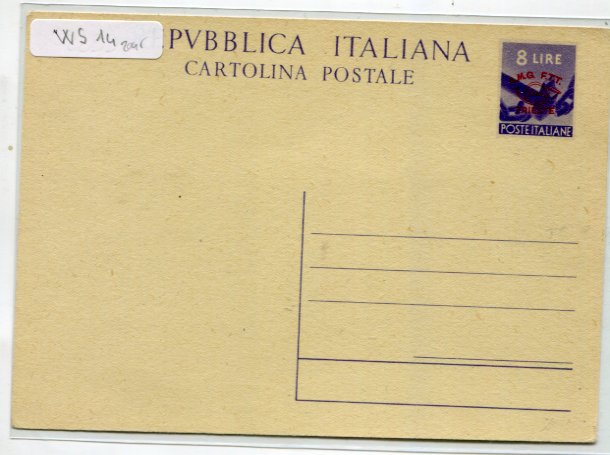 WS 14
PVBBLICA ITALIANA
CARTOLINA POSTALE
8 LIRE
M.G. F.T.T.
POSTE ITALIANE